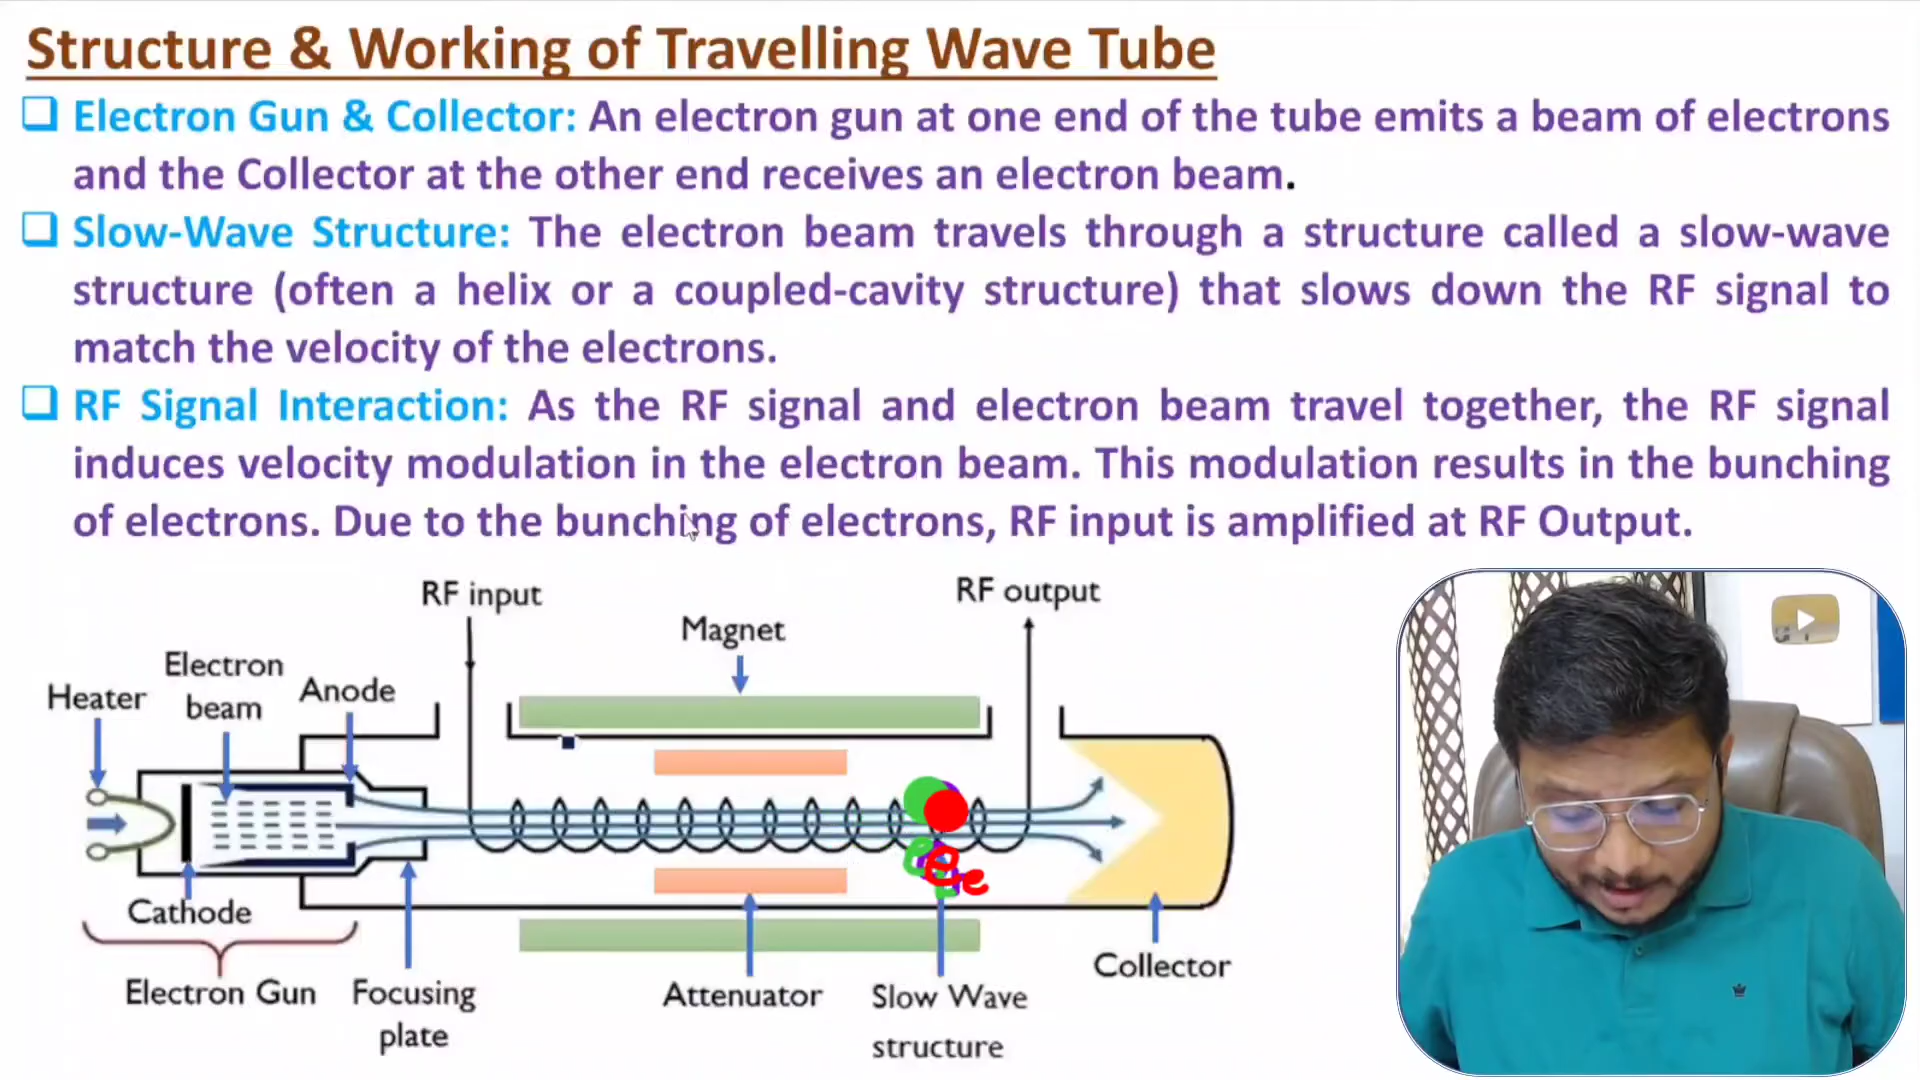 Structure & Working of Travelling Wave Tube
❑ Electron Gun & Collector: An electron gun at one end of the tube emits a beam of electrons
and the Collector at the other end receives an electron beam.
❑ Slow-Wave Structure: The electron beam travels through a structure called a slow-wave
structure (often a helix or a coupled-cavity structure) that slows down the RF signal to
match the velocity of the electrons.
❑ RF Signal Interaction: As the RF signal and electron beam travel together, the RF signal
induces velocity modulation in the electron beam. This modulation results in the bunching
of electrons. Due to the bunching of electrons, RF input is amplified at RF Output.
RF input
RF output
Magnet
Electron
beam
Anode
Heater
Cathode
Electron Gun
Focusing
plate
Attenuator
Slow Wave
structure
Collector